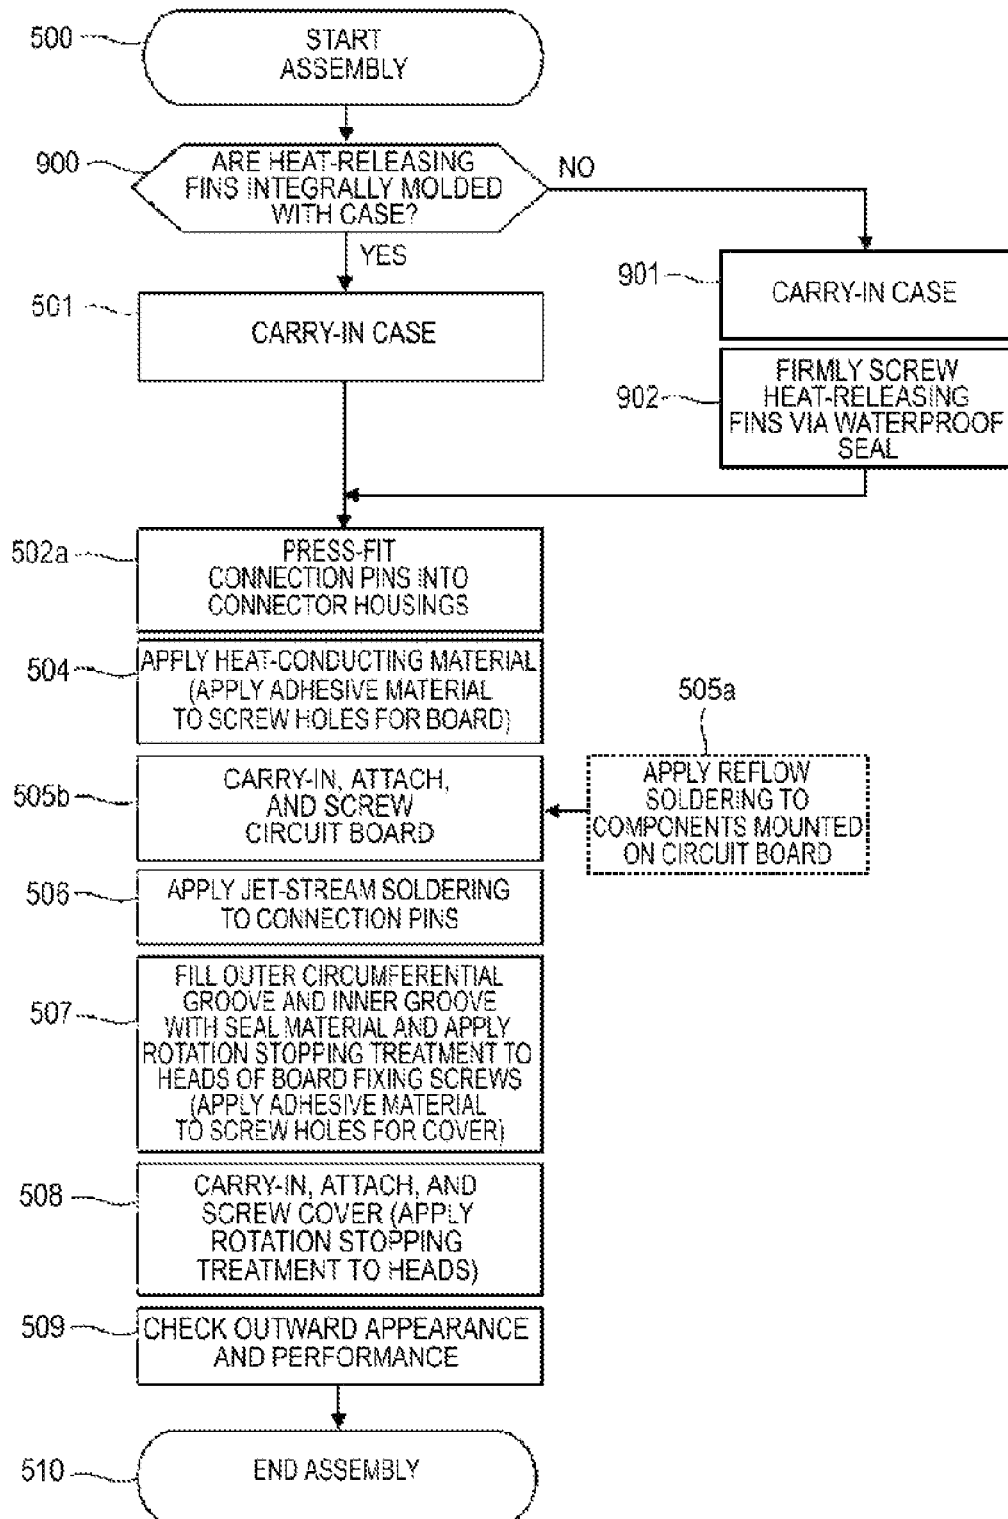 500
START
ASSEMBLY
900
ARE HEAT-RELEASING
FINS INTEGRALLY MOLDED
WITH CASE?
NO
YES
501
CARRY-IN CASE
901
CARRY-IN CASE
902
FIRMLY SCREW
HEAT-RELEASING
FINS VIA WATERPROOF
SEAL
502a
PRESS-FIT
CONNECTION PINS INTO
CONNECTOR HOUSINGS
504
APPLY HEAT-CONDUCTING MATERIAL
(APPLY ADHESIVE MATERIAL
TO SCREW HOLES FOR BOARD)
505a
APPLY REFLOW
SOLDERING TO
COMPONENTS MOUNTED
ON CIRCUIT BOARD
505b
CARRY-IN, ATTACH,
AND SCREW
CIRCUIT BOARD
506
APPLY JET-STREAM SOLDERING
TO CONNECTION PINS
507
FILL OUTER CIRCUMFERENTIAL
GROOVE AND INNER GROOVE
WITH SEAL MATERIAL AND APPLY
ROTATION STOPPING TREATMENT TO
HEADS OF BOARD FIXING SCREWS
(APPLY ADHESIVE MATERIAL
TO SCREW HOLES FOR COVER)
508
CARRY-IN, ATTACH, AND
SCREW COVER (APPLY
ROTATION STOPPING
TREATMENT TO HEADS)
509
CHECK OUTWARD APPEARANCE
AND PERFORMANCE
510
END ASSEMBLY